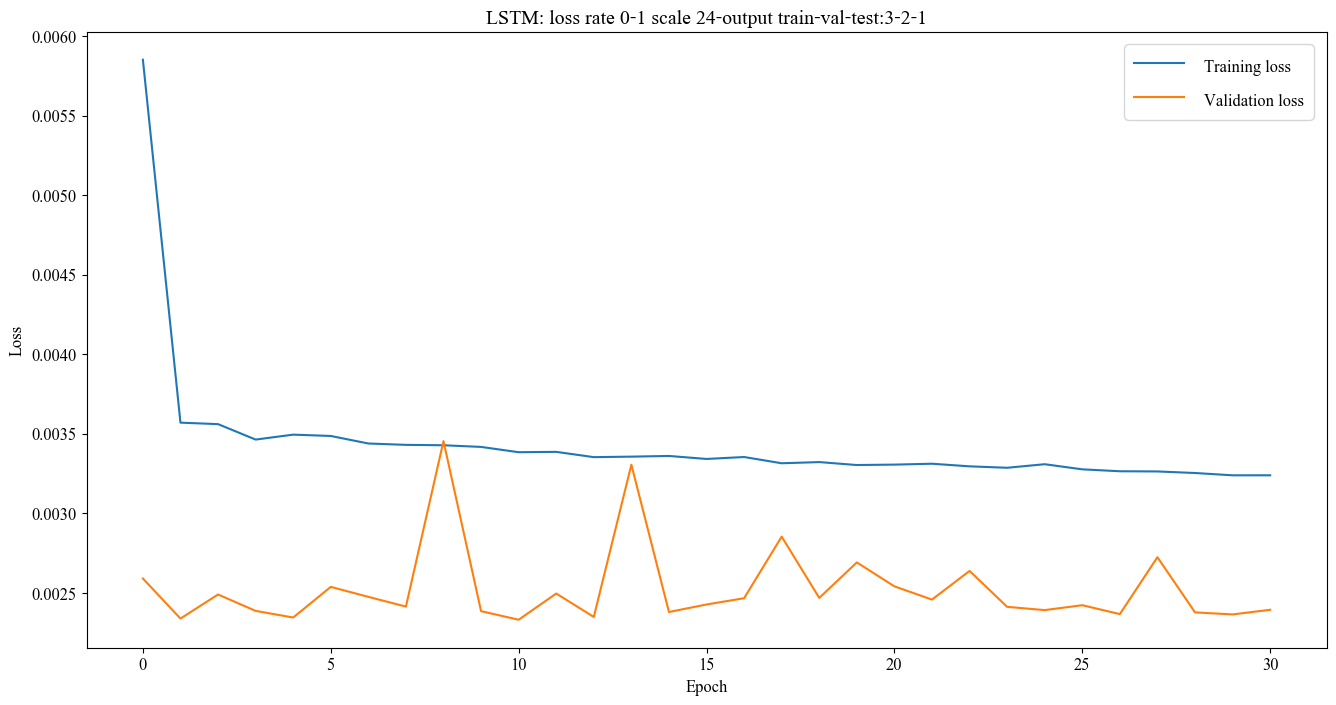 LSTM: loss rate 0-1 scale 24-output train-val-test:3-2-1
0.0060
0.0055
0.0050
0.0045
0.0040
0.0035
0.0030
0.0025
Loss
Training loss
Validation loss
0 5 10 15 20 25 30
Epoch